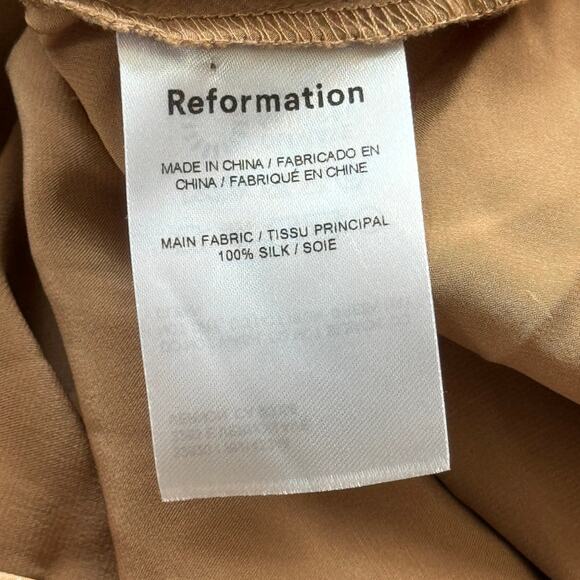 Reformation
MADE IN CHINA / FABRICADO EN
CHINA / FABRIQUÉ EN CHINE
MAIN FABRIC / TISSU PRINCIPAL
100% SILK / SOIE